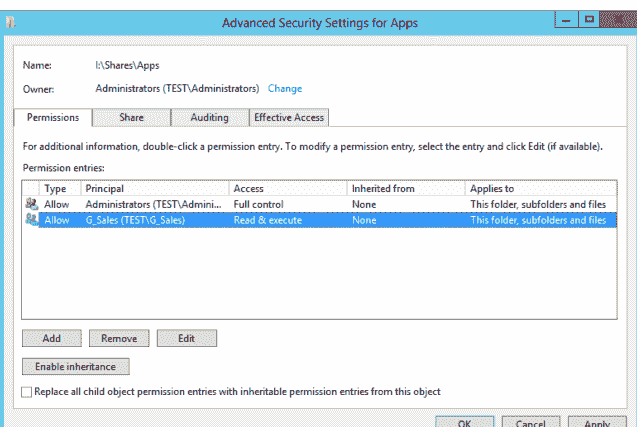 Advanced Security Settings for Apps
Name: I:\Shares\Apps
Owner: Administrators (TEST\Administrators) Change
Permissions Share Auditing Effective Access
For additional information, double-click a permission entry. To modify a permission entry, select the entry and click Edit (if available).
Permission entries:
Type Principal Access Inherited from Applies to
Allow Administrators (TEST\Admini... Full control None This folder, subfolders and files
Allow G_Sales (TEST\G_Sales) Read & execute None This folder, subfolders and files
Add Remove Edit
Enable inheritance
Replace all child object permission entries with inheritable permission entries from this object
OK Cancel Apply